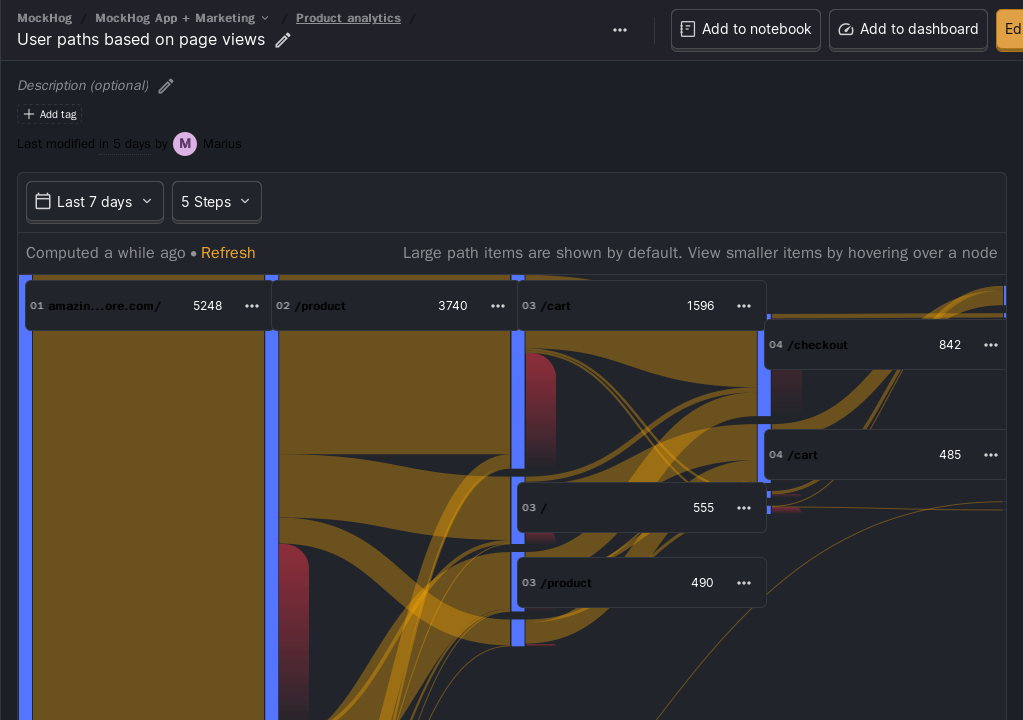 MockHog / MockHog App + Marketing / Product analytics /
User paths based on page views
Add to notebook
Add to dashboard
Ed
Description (optional)
Add tag
Last modified in 5 days by M Marius
Last 7 days
5 Steps
Computed a while ago • Refresh
Large path items are shown by default. View smaller items by hovering over a node
01 amazin...ore.com/ 5248
02 /product 3740
03 /cart 1596
04 /checkout 842
04 /cart 485
03 / 555
03 /product 490